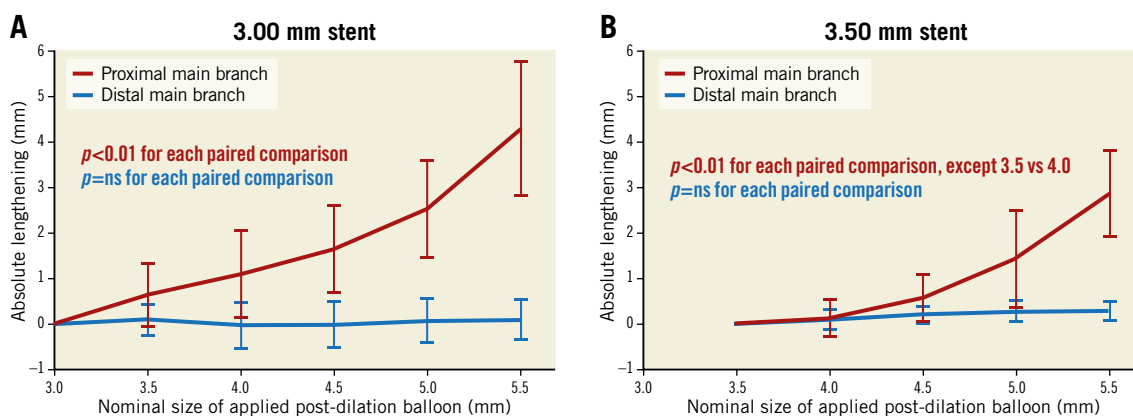 A
3.00 mm stent
Absolute lengthening (mm)
6
5
4
3
2
1
0
−1
Proximal main branch
Distal main branch
p<0.01 for each paired comparison
p=ns for each paired comparison
3.0 3.5 4.0 4.5 5.0 5.5
Nominal size of applied post-dilation balloon (mm)
B
3.50 mm stent
Absolute lengthening (mm)
6
5
4
3
2
1
0
−1
Proximal main branch
Distal main branch
p<0.01 for each paired comparison, except 3.5 vs 4.0
p=ns for each paired comparison
3.0 3.5 4.0 4.5 5.0 5.5
Nominal size of applied post-dilation balloon (mm)